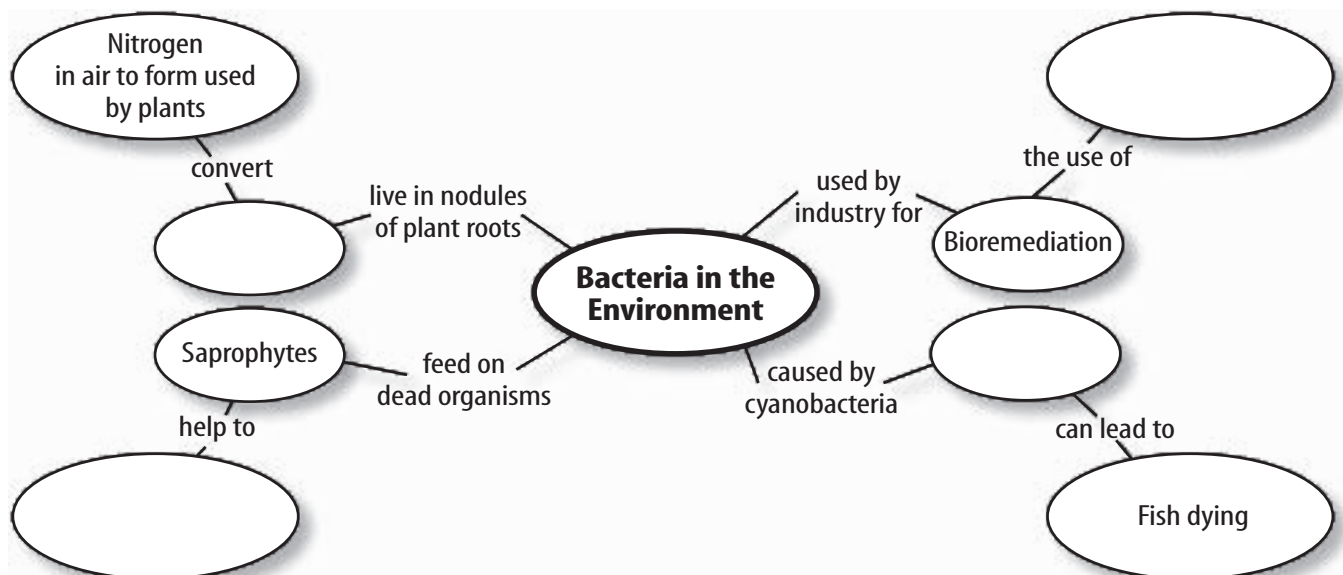 Nitrogen
in air to form used
by plants
convert
live in nodules
of plant roots
Bacteria in the
Environment
used by
industry for
Bioremediation
the use of
Saprophytes
feed on
dead organisms
help to
caused by
cyanobacteria
can lead to
Fish dying